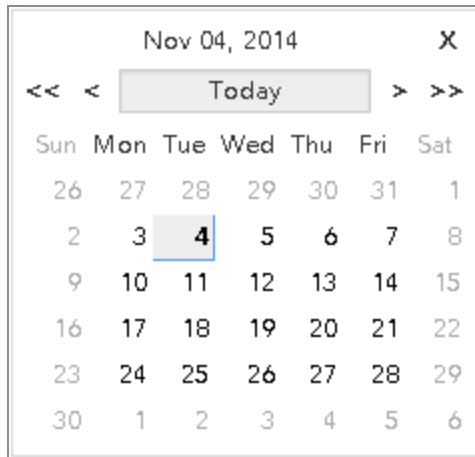 Nov 04, 2014 X
<< < Today > >>
Sun Mon Tue Wed Thu Fri Sat
26 27 28 29 30 31 1
2 3 4 5 6 7 8
9 10 11 12 13 14 15
16 17 18 19 20 21 22
23 24 25 26 27 28 29
30 1 2 3 4 5 6